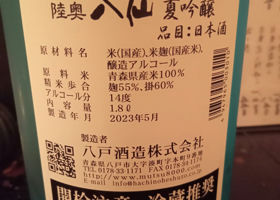 陸奥八仙 夏吟醸
品目:日本酒
原材料名 米(国産)、米麹(国産米)、
醸造アルコール
原料米 青森県産米100%
精米歩合 麹55%、掛60%
アルコール分 14度
内容量 1.8ℓ
製造年月 2023年5月
製造者
八戸酒造株式会社
青森県八戸市大字湊町字本町9番地
TEL 0178-33-1171
http://www.mutsu8000.com
開栓注意・冷蔵推奨